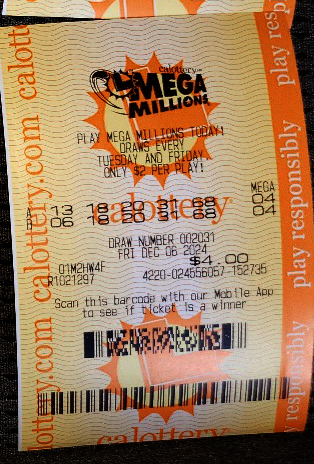 calottery
MEGA
MILLIONS
PLAY MEGA MILLIONS TODAY!
DRAWS EVERY
TUESDAY AND FRIDAY,
ONLY $2 PER PLAY!
calottery
MEGA
13 18 20 31 68 04
06 18 20 31 68 04
DRAW NUMBER 002031
FRI DEC 06 2024
$4.00
01M2HW4F
R1021297
4220-024556057-152735
Scan this barcode with our Mobile App
to see if ticket is a winner
calottery
calottery.com calottery.com
play responsibly play responsibly